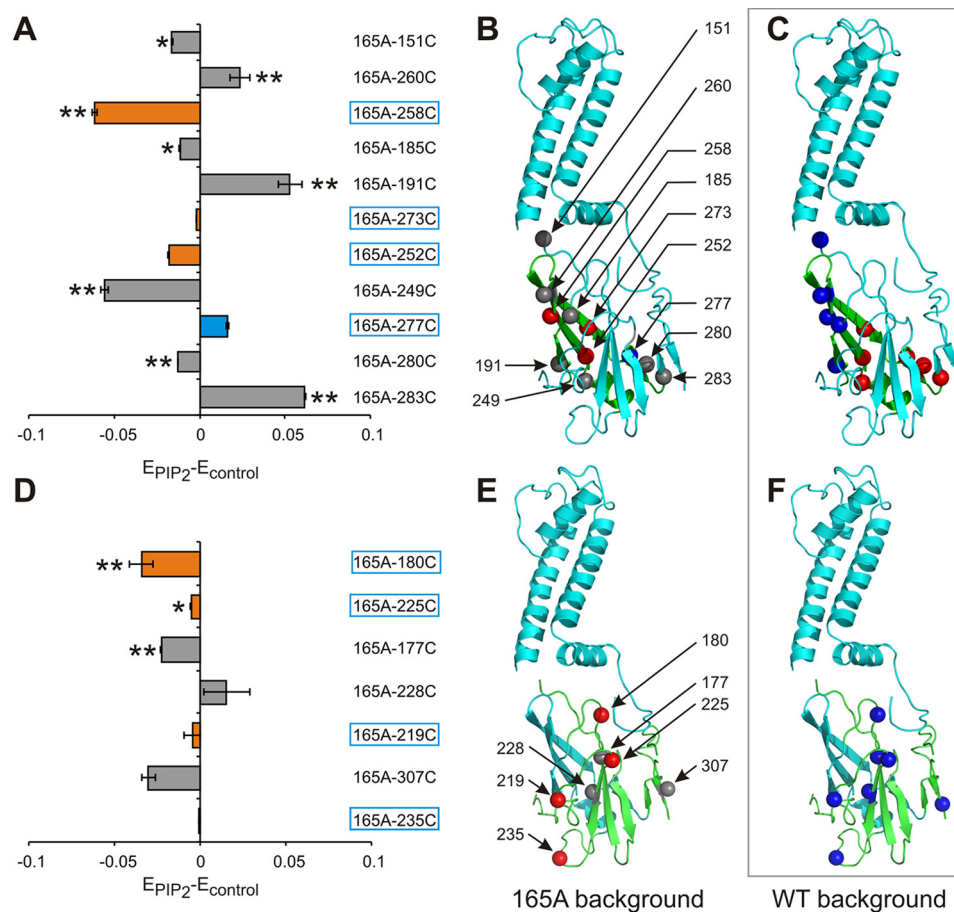 A
*
165A-151C
**
165A-260C
**
165A-258C
*
165A-185C
**
165A-191C
165A-273C
165A-252C
**
165A-249C
165A-277C
**
165A-280C
**
165A-283C
-0.1
-0.05
0
0.05
0.1
EPIP2-Econtrol
B
151
260
258
185
273
252
277
280
283
191
249
C
D
**
165A-180C
*
165A-225C
**
165A-177C
165A-228C
165A-219C
165A-307C
165A-235C
-0.1
-0.05
0
0.05
0.1
EPIP2-Econtrol
E
180
177
225
228
307
219
235
165A background
F
WT background